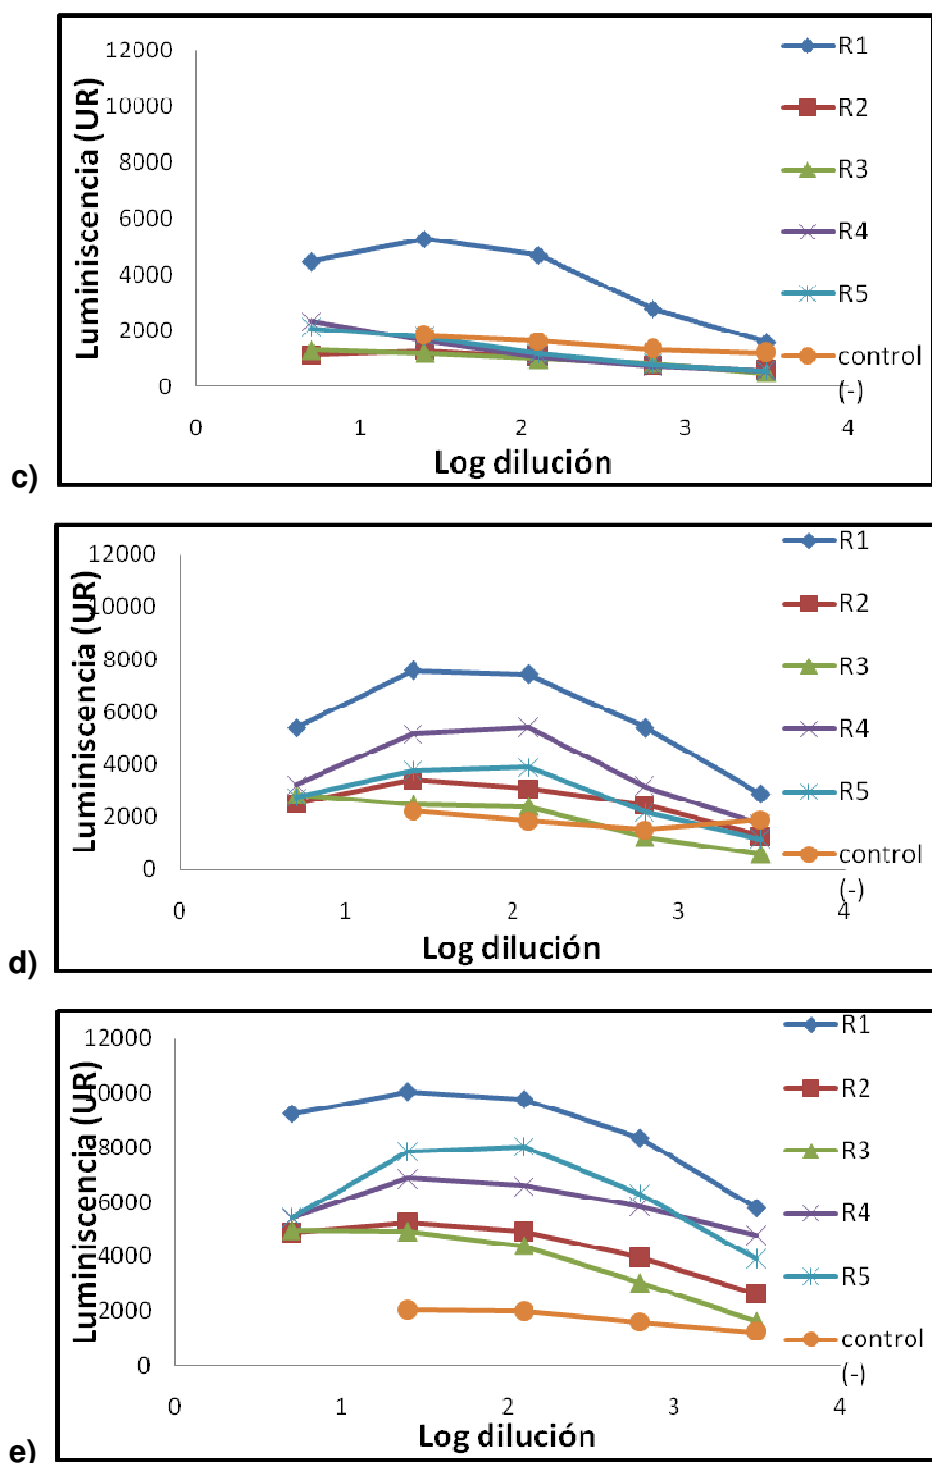 12000
10000
8000
6000
4000
2000
0
Luminiscencia (UR)
0 1 2 3 4
Log dilución
R1
R2
R3
R4
R5
control
(-)
c)
12000
10000
8000
6000
4000
2000
0
Luminiscencia (UR)
0 1 2 3 4
Log dilución
R1
R2
R3
R4
R5
control
(-)
d)
12000
10000
8000
6000
4000
2000
0
Luminiscencia (UR)
0 1 2 3 4
Log dilución
R1
R2
R3
R4
R5
control
(-)
e)